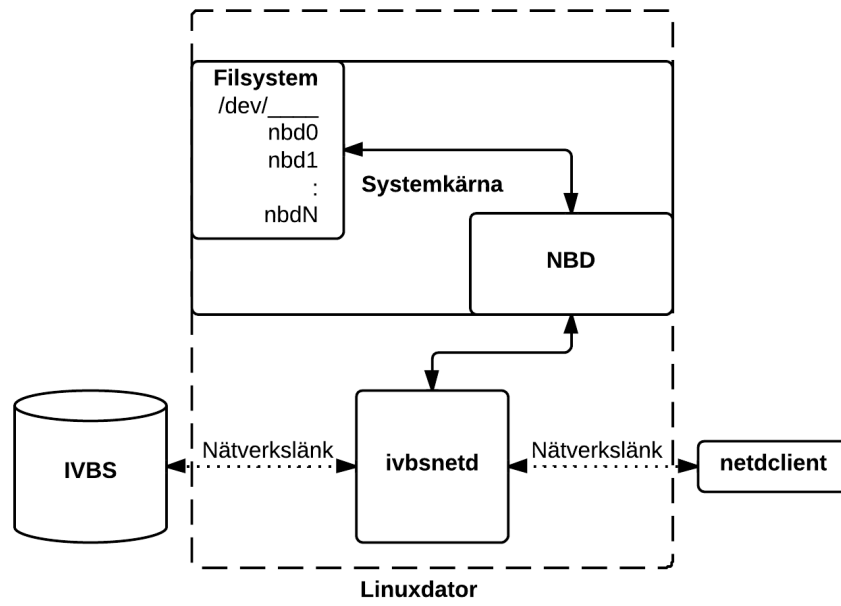 Filsystem
/dev/____
nbd0
nbd1
:
nbdN
Systemkärna
NBD
IVBS
Nätverkslänk
ivbsnetd
Nätverkslänk
netdclient
Linuxdator